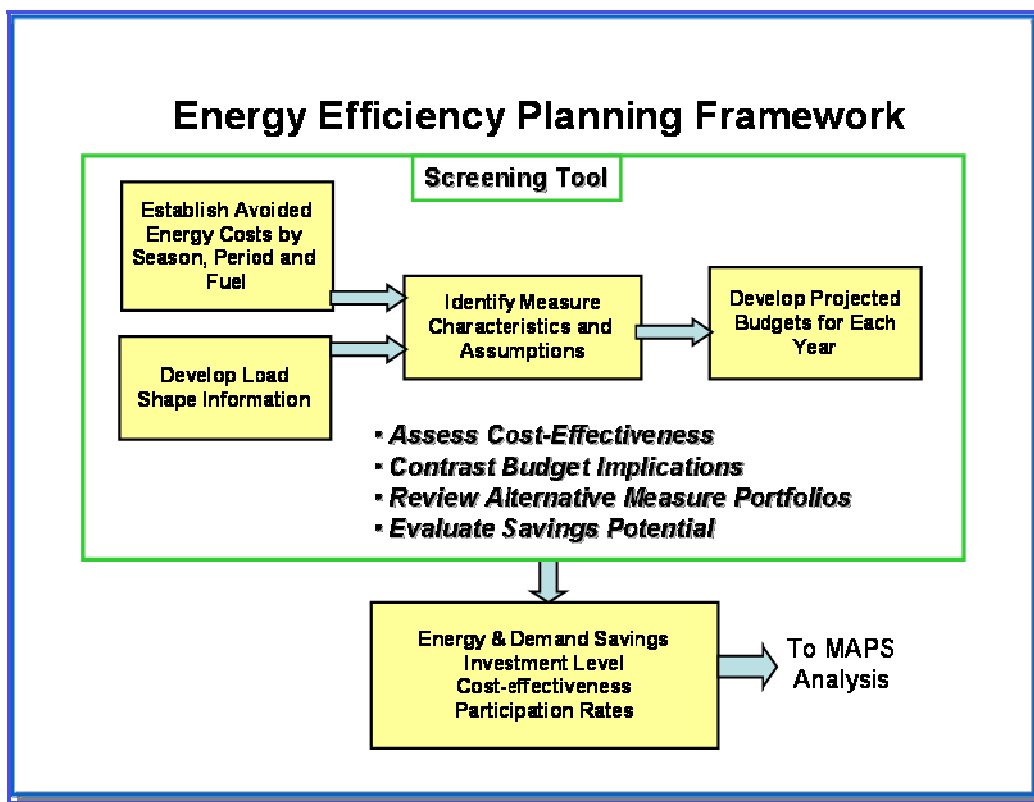 Energy Efficiency Planning Framework
Screening Tool
Establish Avoided
Energy Costs by
Season, Period and
Fuel
Develop Load
Shape Information
Identify Measure
Characteristics and
Assumptions
Develop Projected
Budgets for Each
Year
▪ Assess Cost-Effectiveness
▪ Contrast Budget Implications
▪ Review Alternative Measure Portfolios
▪ Evaluate Savings Potential
Energy & Demand Savings
Investment Level
Cost-effectiveness
Participation Rates
To MAPS
Analysis